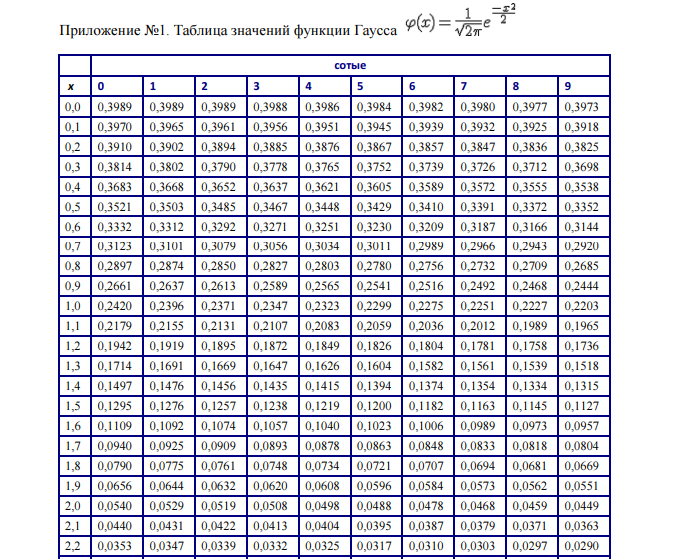 Приложение №1. Таблица значений функции Гаусса φ(x) = 1/√2π e^(−x²/2)
сотые
x 0 1 2 3 4 5 6 7 8 9
0,0 0,3989 0,3989 0,3989 0,3988 0,3986 0,3984 0,3982 0,3980 0,3977 0,3973
0,1 0,3970 0,3965 0,3961 0,3956 0,3951 0,3945 0,3939 0,3932 0,3925 0,3918
0,2 0,3910 0,3902 0,3894 0,3885 0,3876 0,3867 0,3857 0,3847 0,3836 0,3825
0,3 0,3814 0,3802 0,3790 0,3778 0,3765 0,3752 0,3739 0,3726 0,3712 0,3698
0,4 0,3683 0,3668 0,3652 0,3637 0,3621 0,3605 0,3589 0,3572 0,3555 0,3538
0,5 0,3521 0,3503 0,3485 0,3467 0,3448 0,3429 0,3410 0,3391 0,3372 0,3352
0,6 0,3332 0,3312 0,3292 0,3271 0,3251 0,3230 0,3209 0,3187 0,3166 0,3144
0,7 0,3123 0,3101 0,3079 0,3056 0,3034 0,3011 0,2989 0,2966 0,2943 0,2920
0,8 0,2897 0,2874 0,2850 0,2827 0,2803 0,2780 0,2756 0,2732 0,2709 0,2685
0,9 0,2661 0,2637 0,2613 0,2589 0,2565 0,2541 0,2516 0,2492 0,2468 0,2444
1,0 0,2420 0,2396 0,2371 0,2347 0,2323 0,2299 0,2275 0,2251 0,2227 0,2203
1,1 0,2179 0,2155 0,2131 0,2107 0,2083 0,2059 0,2036 0,2012 0,1989 0,1965
1,2 0,1942 0,1919 0,1895 0,1872 0,1849 0,1826 0,1804 0,1781 0,1758 0,1736
1,3 0,1714 0,1691 0,1669 0,1647 0,1626 0,1604 0,1582 0,1561 0,1539 0,1518
1,4 0,1497 0,1476 0,1456 0,1435 0,1415 0,1394 0,1374 0,1354 0,1334 0,1315
1,5 0,1295 0,1276 0,1257 0,1238 0,1219 0,1200 0,1182 0,1163 0,1145 0,1127
1,6 0,1109 0,1092 0,1074 0,1057 0,1040 0,1023 0,1006 0,0989 0,0973 0,0957
1,7 0,0940 0,0925 0,0909 0,0893 0,0878 0,0863 0,0848 0,0833 0,0818 0,0804
1,8 0,0790 0,0775 0,0761 0,0748 0,0734 0,0721 0,0707 0,0694 0,0681 0,0669
1,9 0,0656 0,0644 0,0632 0,0620 0,0608 0,0596 0,0584 0,0573 0,0562 0,0551
2,0 0,0540 0,0529 0,0519 0,0508 0,0498 0,0488 0,0478 0,0468 0,0459 0,0449
2,1 0,0440 0,0431 0,0422 0,0413 0,0404 0,0395 0,0387 0,0379 0,0371 0,0363
2,2 0,0353 0,0347 0,0339 0,0332 0,0325 0,0317 0,0310 0,0303 0,0297 0,0290